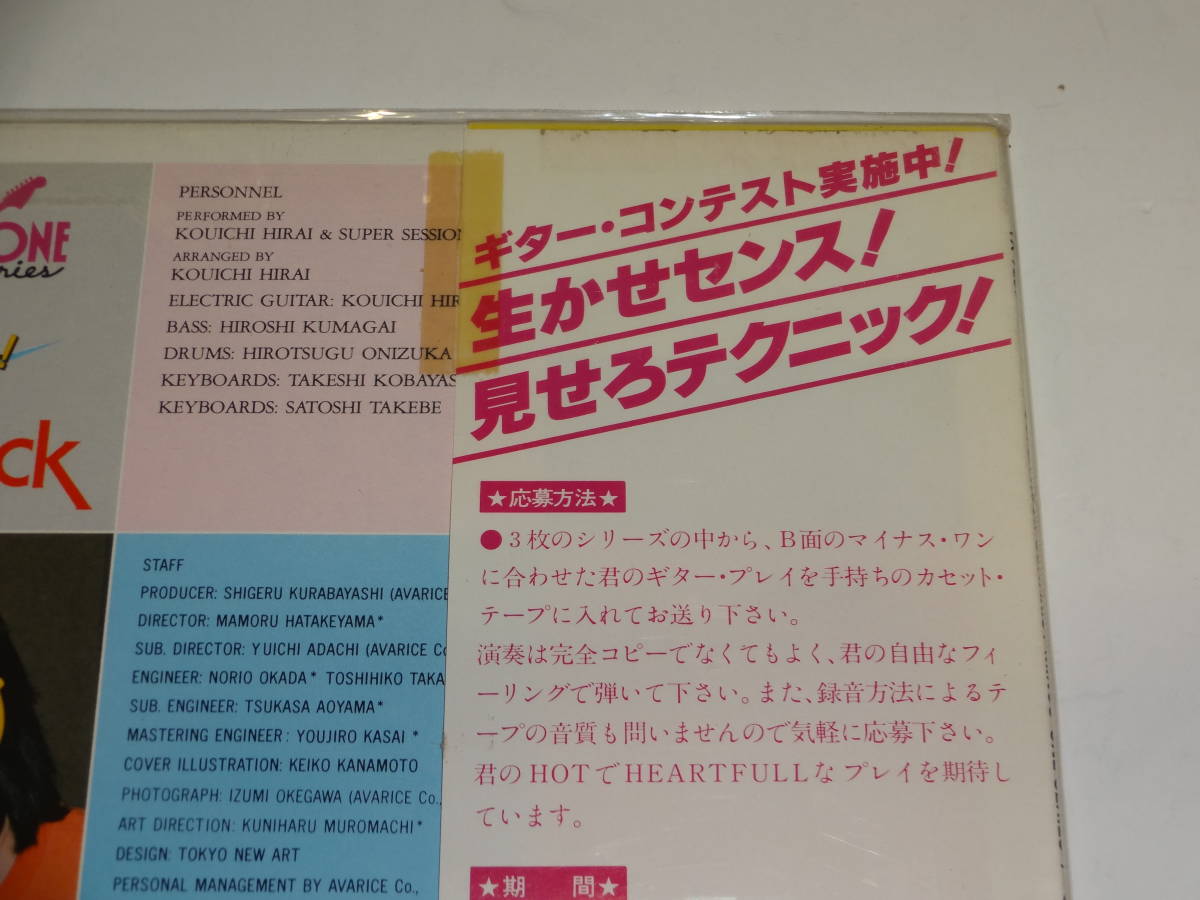 ONE
ries
ck
PERSONNEL
PERFORMED BY
KOUICHI HIRAI & SUPER SESSION
ARRANGED BY
KOUICHI HIRAI
ELECTRIC GUITAR: KOUICHI HIR
BASS: HIROSHI KUMAGAI
DRUMS: HIROTSUGU ONIZUKA
KEYBOARDS: TAKESHI KOBAYAS
KEYBOARDS: SATOSHI TAKEBE
STAFF
PRODUCER: SHIGERU KURABAYASHI (AVARICE
DIRECTOR: MAMORU HATAKEYAMA*
SUB. DIRECTOR: YUICHI ADACHI (AVARICE Co
ENGINEER: NORIO OKADA* TOSHIHIKO TAKA
SUB. ENGINEER: TSUKASA AOYAMA*
MASTERING ENGINEER: YOUJIRO KASAI*
COVER ILLUSTRATION: KEIKO KANAMOTO
PHOTOGRAPH: IZUMI OKEGAWA (AVARICE Co.,
ART DIRECTION: KUNIHARU MUROMACHI*
DESIGN: TOKYO NEW ART
PERSONAL MANAGEMENT BY AVARICE Co.,
ギター・コンテスト実施中!
生かせセンス!
見せろテクニック!
★応募方法★
●3枚のシリーズの中から、B面のマイナス・ワン
に合わせた君のギター・プレイを手持ちのカセット・
テープに入れてお送り下さい。
演奏は完全コピーでなくてもよく、君の自由なフィ
ーリングで弾いて下さい。また、録音方法によるテ
ープの音質も問いませんので気軽に応募下さい。
君のHOTでHEARTFULLなプレイを期待し
ています。
★期 間★